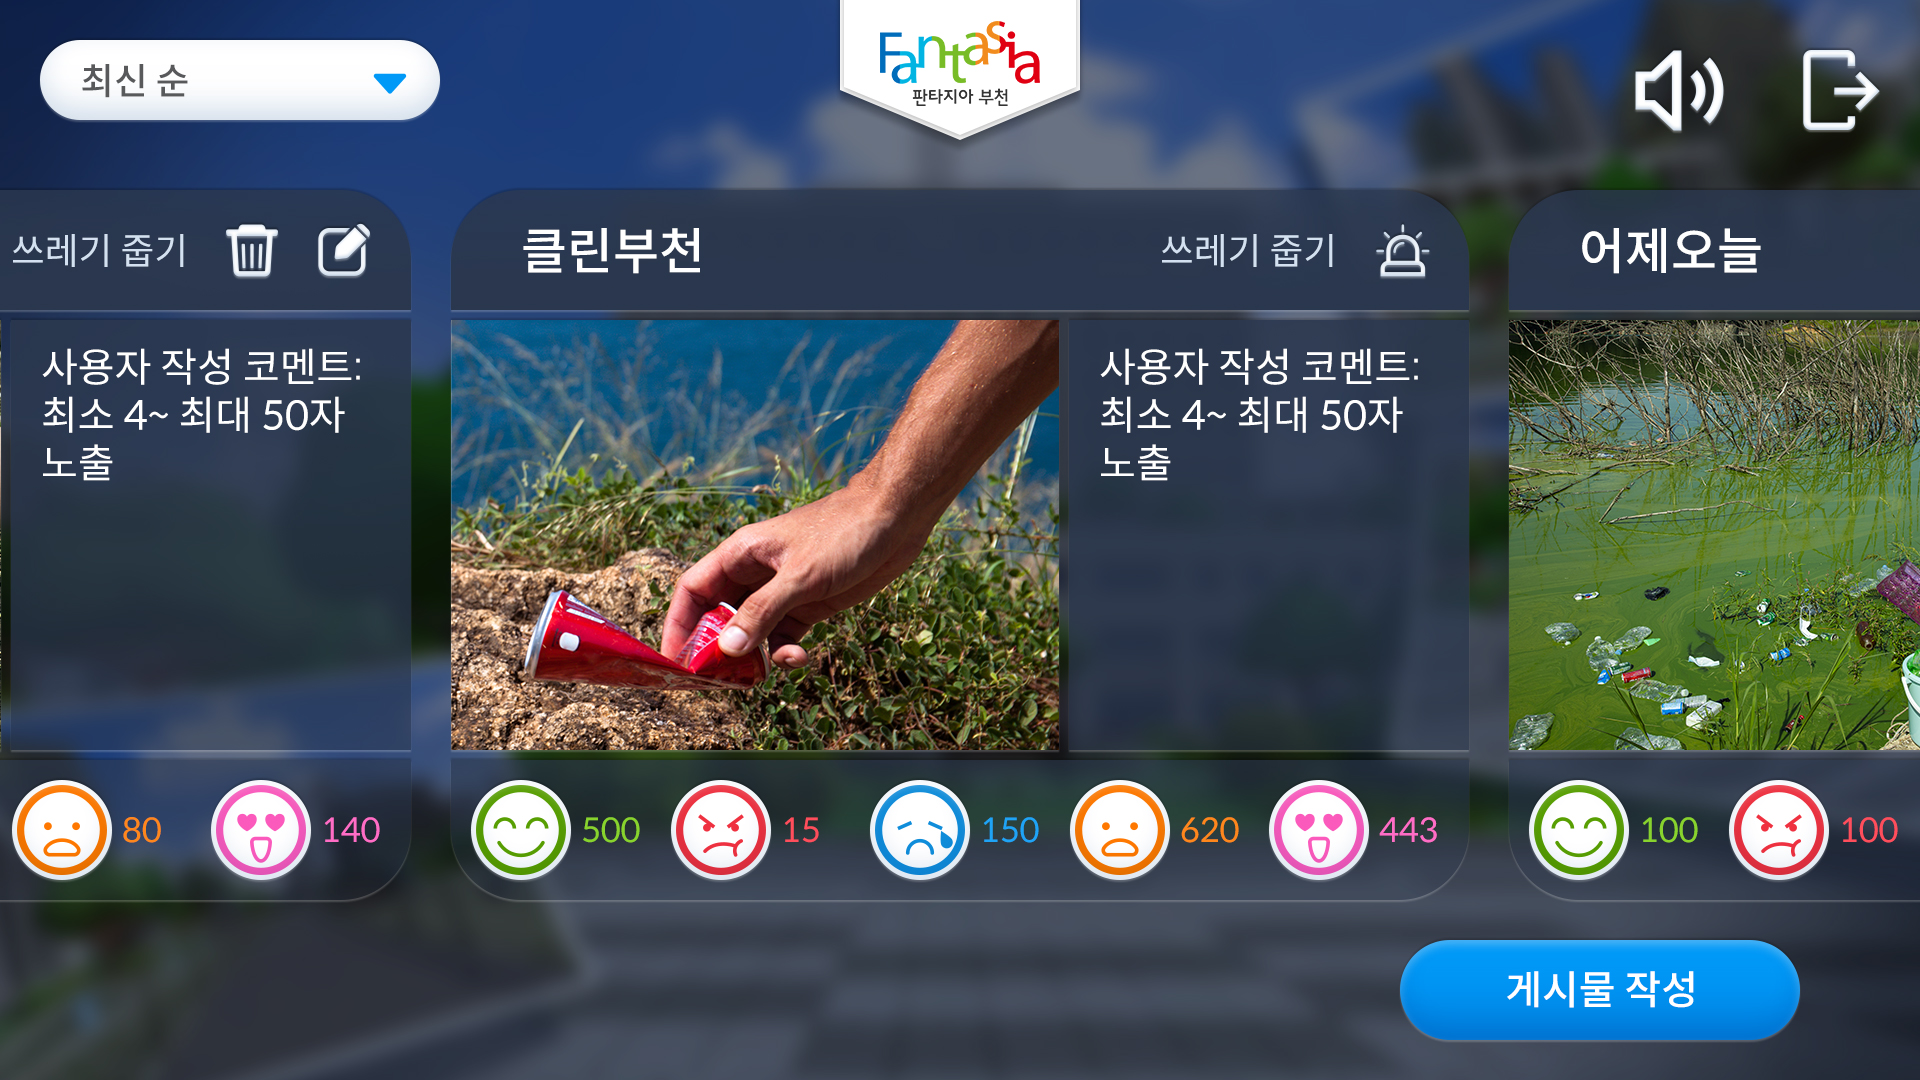 최신 순
Fantasia
판타지아 부천
쓰레기 줍기
사용자 작성 코멘트:
최소 4~ 최대 50자
노출
80
140
클린부천
쓰레기 줍기
사용자 작성 코멘트:
최소 4~ 최대 50자
노출
500
15
150
620
443
어제오늘
100
100
게시물 작성